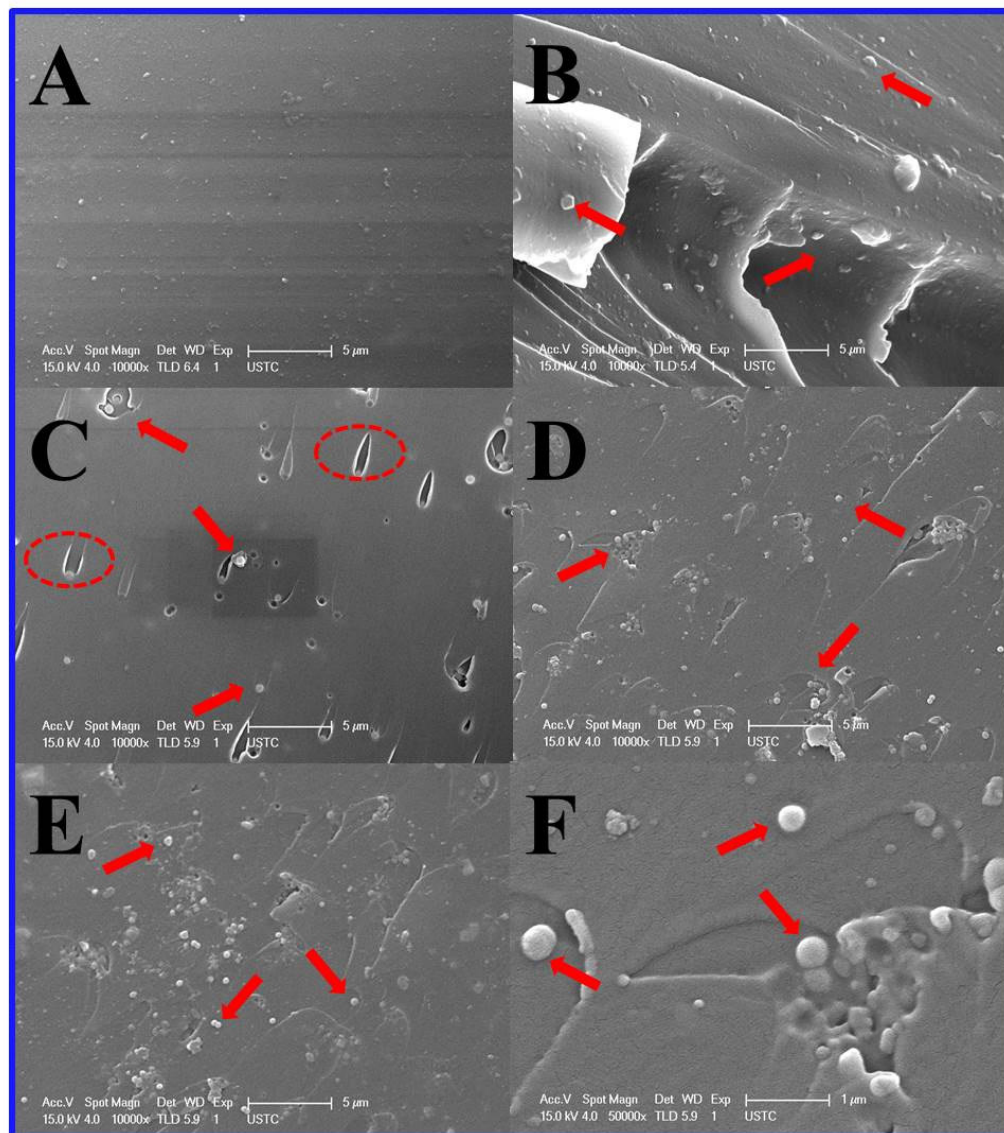 A
Acc.V Spot Magn Det WD Exp 5 µm
15.0 kV 4.0 10000x TLD 6.4 1 USTC
B
Acc.V Spot Magn Det WD Exp 5 µm
15.0 kV 4.0 10000x TLD 5.4 1 USTC
C
Acc.V Spot Magn Det WD Exp 5 µm
15.0 kV 4.0 10000x TLD 5.9 1 USTC
D
Acc.V Spot Magn Det WD Exp 5 µm
15.0 kV 4.0 10000x TLD 5.9 1 USTC
E
Acc.V Spot Magn Det WD Exp 5 µm
15.0 kV 4.0 10000x TLD 5.9 1 USTC
F
Acc.V Spot Magn Det WD Exp 1 µm
15.0 kV 4.0 50000x TLD 5.9 1 USTC